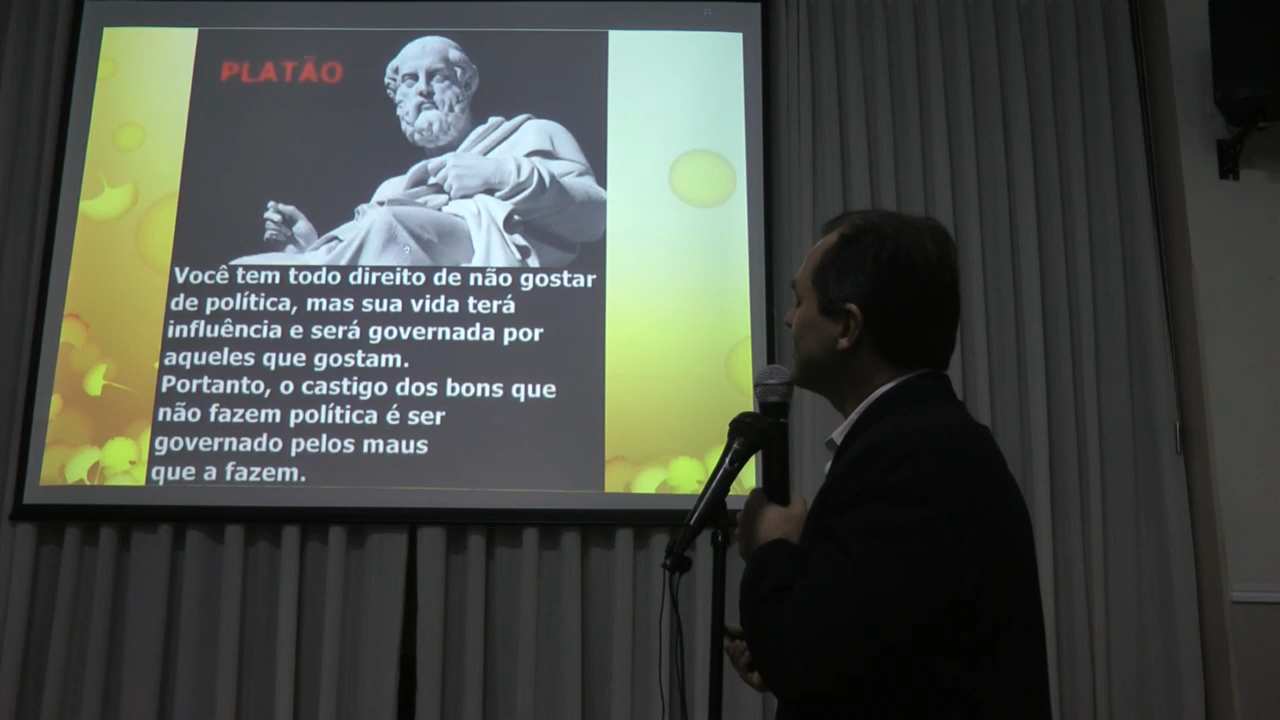 PLATÃO
Você tem todo direito de não gostar
de política, mas sua vida terá
influência e será governada por
aqueles que gostam.
Portanto, o castigo dos bons que
não fazem política é ser
governado pelos maus
que a fazem.